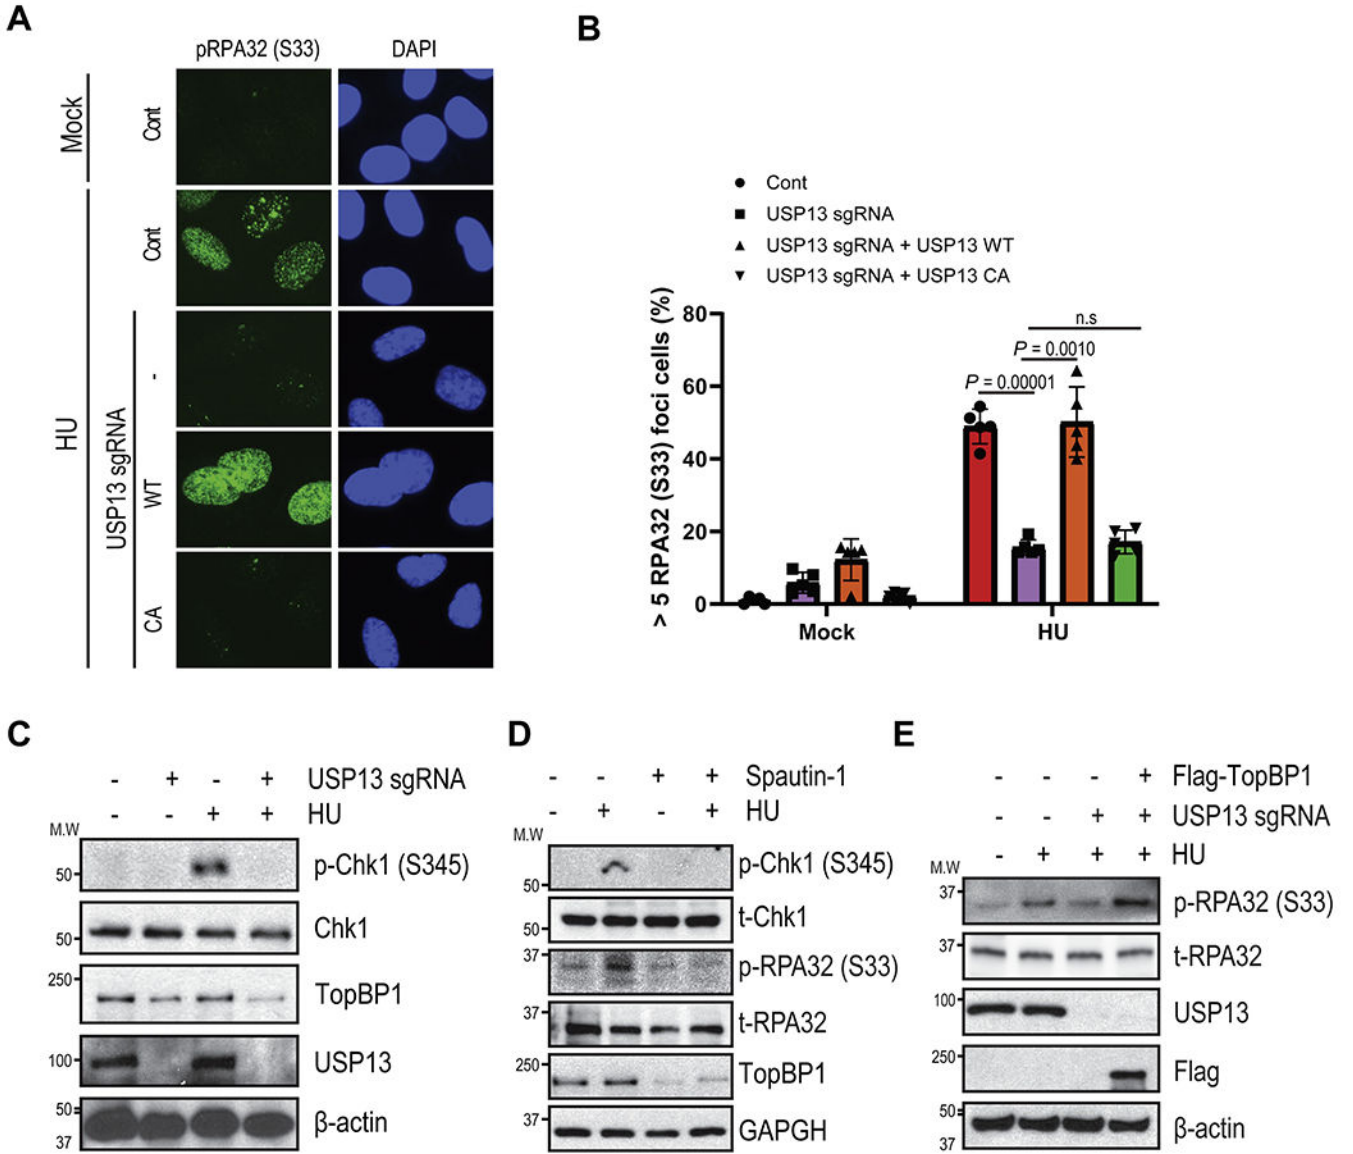 A
pRPA32 (S33)
DAPI
Mock
Cont
HU
Cont
USP13 sgRNA
-
WT
CA
B
Cont
USP13 sgRNA
USP13 sgRNA + USP13 WT
USP13 sgRNA + USP13 CA
> 5 RPA32 (S33) foci cells (%)
80
60
40
20
0
n.s
P = 0.0010
P = 0.00001
Mock
HU
C
- + - + USP13 sgRNA
- - + + HU
M.W
50 p-Chk1 (S345)
50 Chk1
250 TopBP1
100 USP13
50 β-actin
37
D
- - + + Spautin-1
- + - + HU
M.W
50 p-Chk1 (S345)
50 t-Chk1
37 p-RPA32 (S33)
37 t-RPA32
250 TopBP1
37 GAPGH
E
- - - + Flag-TopBP1
- - + + USP13 sgRNA
- + + + HU
M.W
37 p-RPA32 (S33)
37 t-RPA32
100 USP13
250 Flag
50 β-actin
37